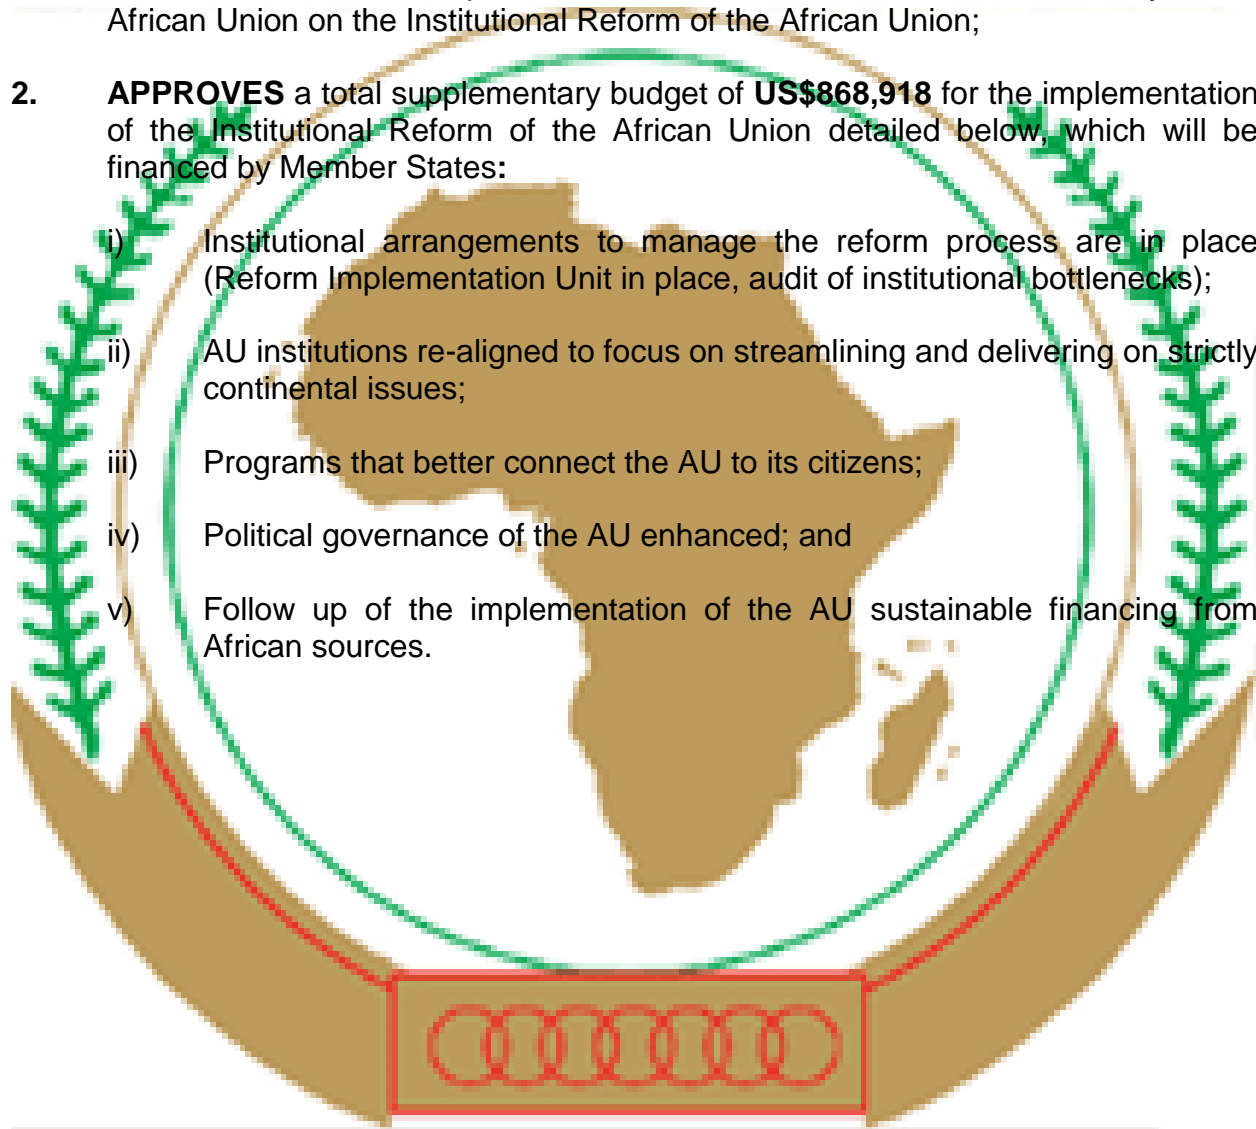 African Union on the Institutional Reform of the African Union;
2. APPROVES a total supplementary budget of US$868,918 for the implementation
of the Institutional Reform of the African Union detailed below, which will be
financed by Member States:
i) Institutional arrangements to manage the reform process are in place
(Reform Implementation Unit in place, audit of institutional bottlenecks);
ii) AU institutions re-aligned to focus on streamlining and delivering on strictly
continental issues;
iii) Programs that better connect the AU to its citizens;
iv) Political governance of the AU enhanced; and
v) Follow up of the implementation of the AU sustainable financing from
African sources.